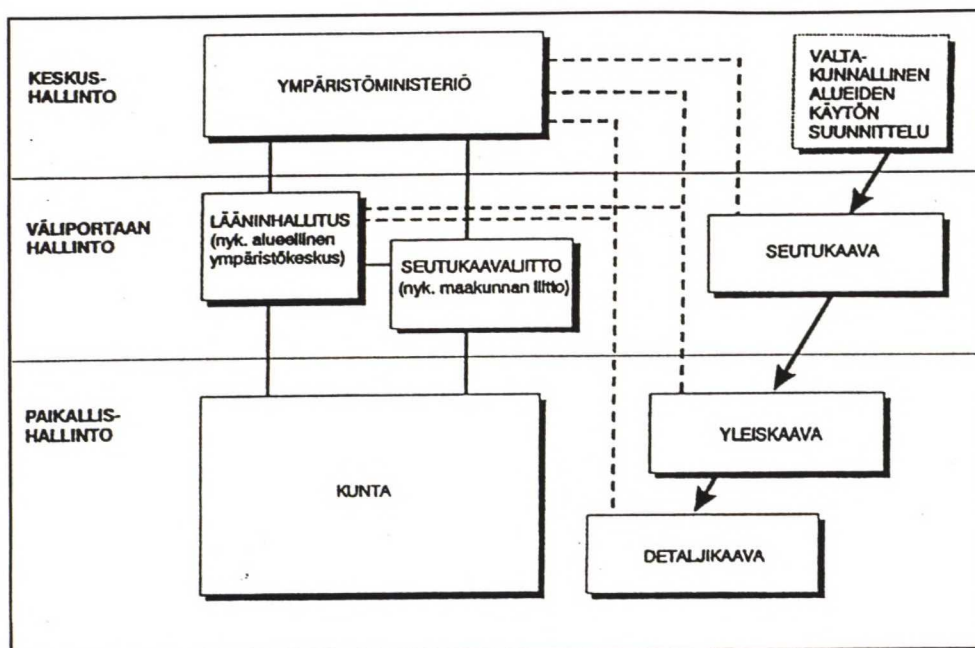 KESKUS-
HALLINTO
YMPÄRISTÖMINISTERIÖ
VALTA-
KUNNALLINEN
ALUEIDEN
KÄYTÖN
SUUNNITTELU
VÄLIPORTAAN
HALLINTO
LÄÄNINHALLITUS
(nyk. alueellinen
ympäristökeskus)
SEUTUKAAVALIITTO
(nyk. maakunnan liitto)
SEUTUKAAVA
PAIKALLIS-
HALLINTO
KUNTA
YLEISKAAVA
DETALJIKAAVA